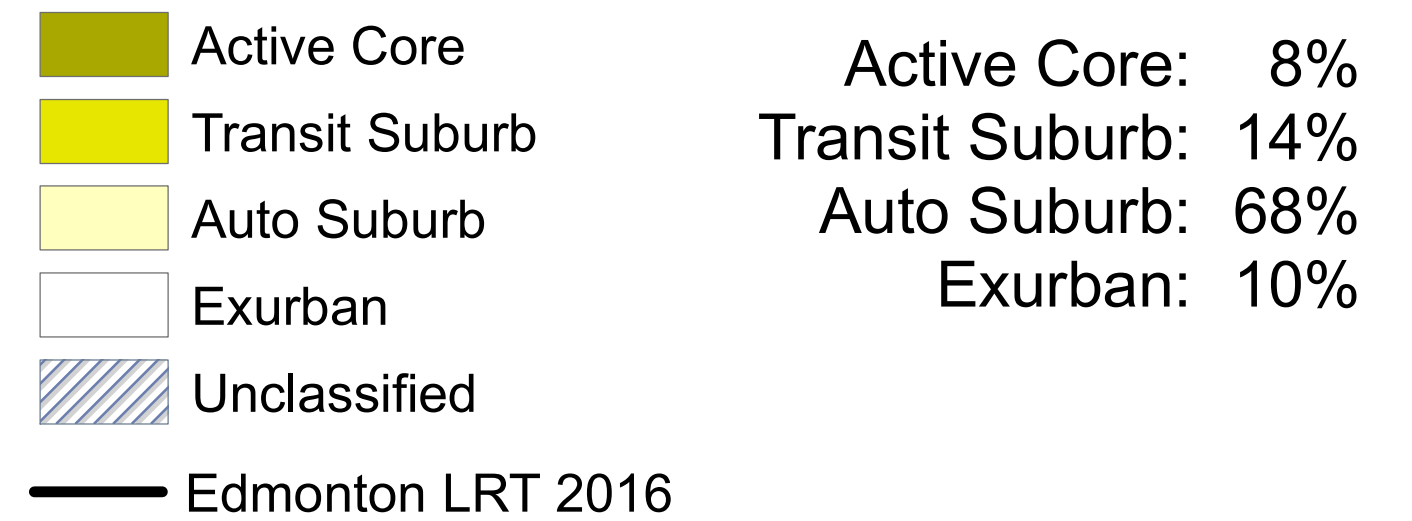 Active Core
Transit Suburb
Auto Suburb
Exurban
Unclassified
Edmonton LRT 2016
Active Core: 8%
Transit Suburb: 14%
Auto Suburb: 68%
Exurban: 10%